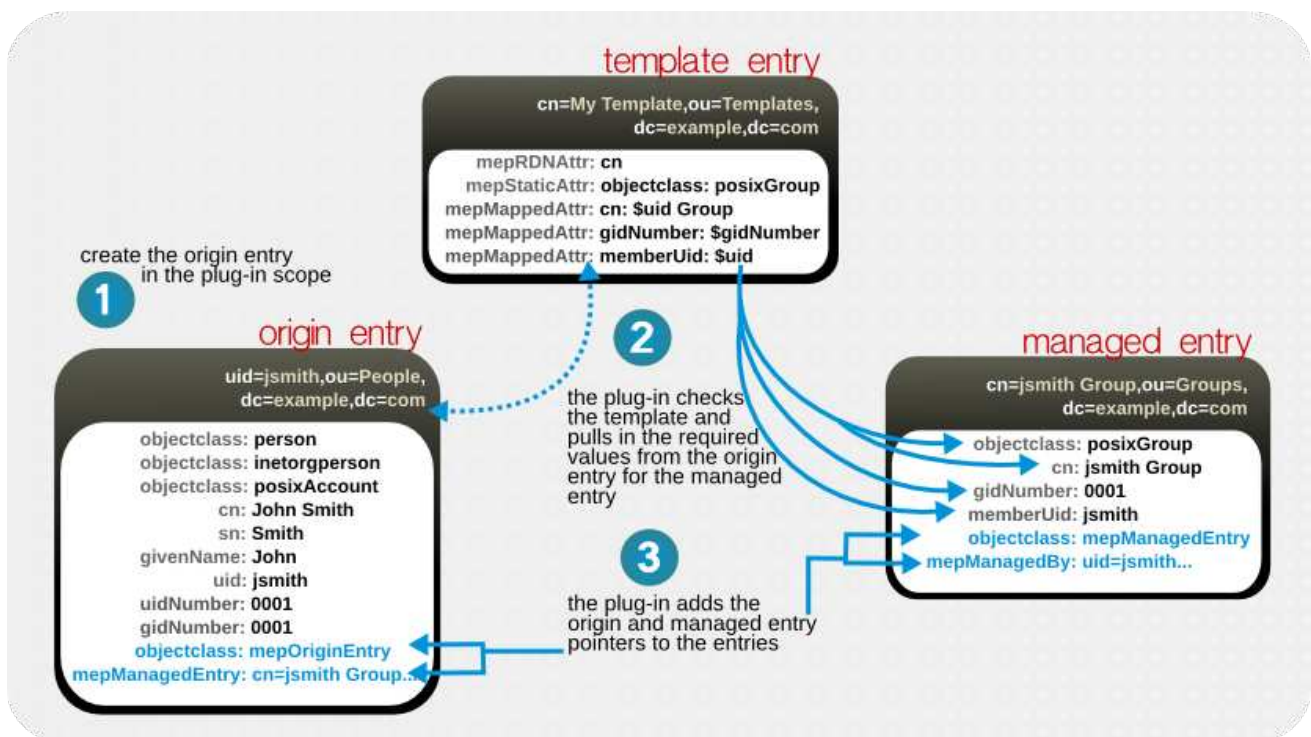 template entry
cn=My Template,ou=Templates,
dc=example,dc=com
mepRDNAttr: cn
mepStaticAttr: objectclass: posixGroup
mepMappedAttr: cn: $uid Group
mepMappedAttr: gidNumber: $gidNumber
mepMappedAttr: memberUid: $uid
create the origin entry
in the plug-in scope
1
origin entry
uid=jsmith,ou=People,
dc=example,dc=com
objectclass: person
objectclass: inetorgperson
objectclass: posixAccount
cn: John Smith
sn: Smith
givenName: John
uid: jsmith
uidNumber: 0001
gidNumber: 0001
objectclass: mepOriginEntry
mepManagedEntry: cn=jsmith Group...
2
the plug-in checks
the template and
pulls in the required
values from the origin
entry for the managed
entry
3
the plug-in adds the
origin and managed entry
pointers to the entries
managed entry
cn=jsmith Group,ou=Groups,
dc=example,dc=com
objectclass: posixGroup
cn: jsmith Group
gidNumber: 0001
memberUid: jsmith
objectclass: mepManagedEntry
mepManagedBy: uid=jsmith...